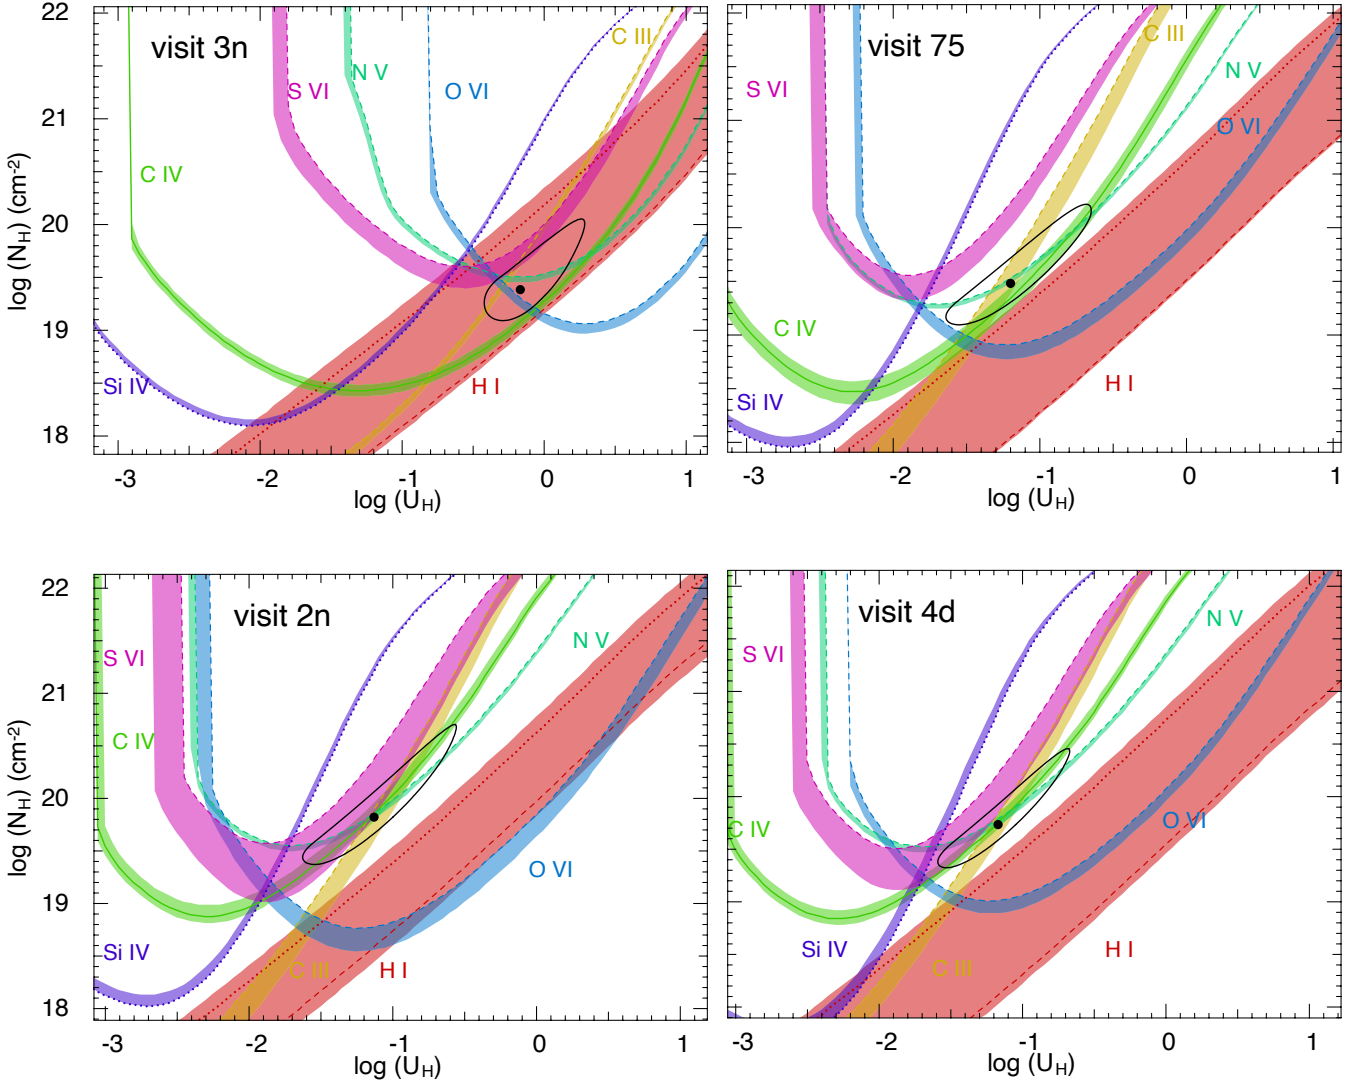 visit 3n
C III
S VI
N V
O VI
C IV
Si IV
H I
22
21
20
19
18
log (N_H) (cm^-2)
-3
-2
-1
0
1
log (U_H)
visit 75
C III
S VI
N V
O VI
C IV
Si IV
H I
-3
-2
-1
0
1
log (U_H)
visit 2n
S VI
N V
C IV
O VI
Si IV
C III
H I
22
21
20
19
18
log (N_H) (cm^-2)
-3
-2
-1
0
1
log (U_H)
visit 4d
S VI
N V
C IV
O VI
Si IV
C III
H I
-3
-2
-1
0
1
log (U_H)